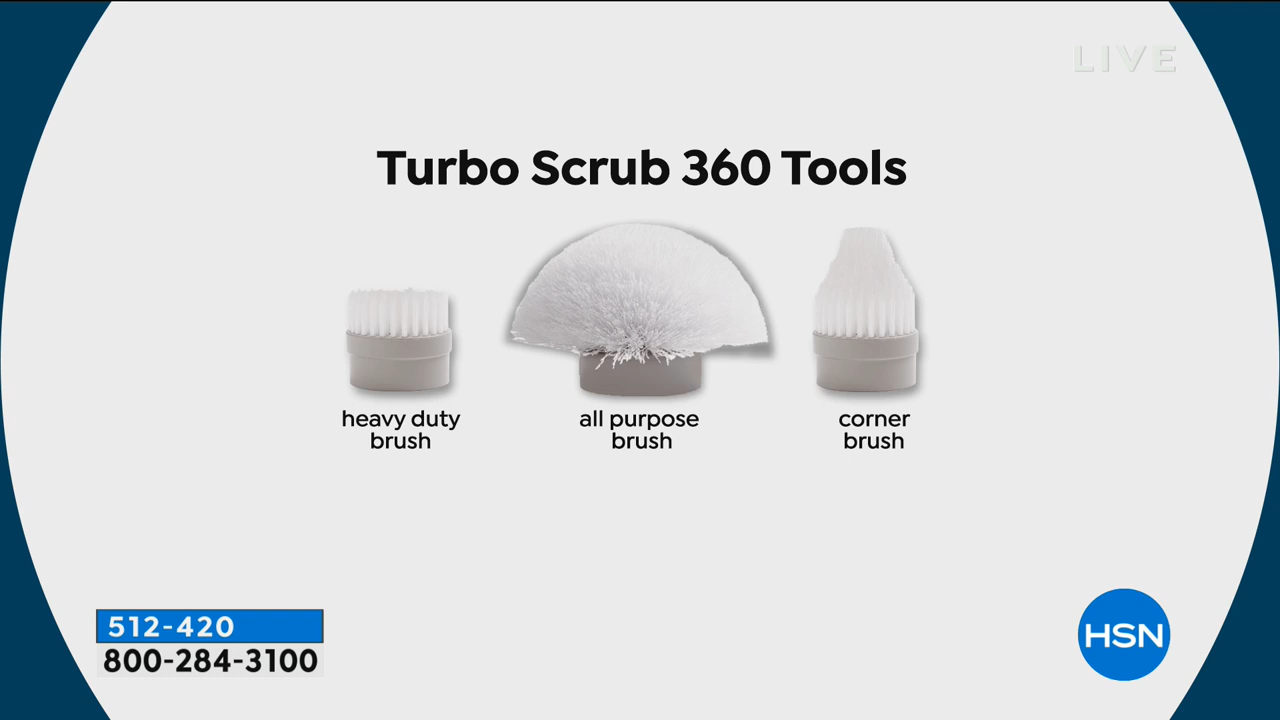 LIVE
Turbo Scrub 360 Tools
heavy duty
brush
all purpose
brush
corner
brush
512-420
800-284-3100
HSN